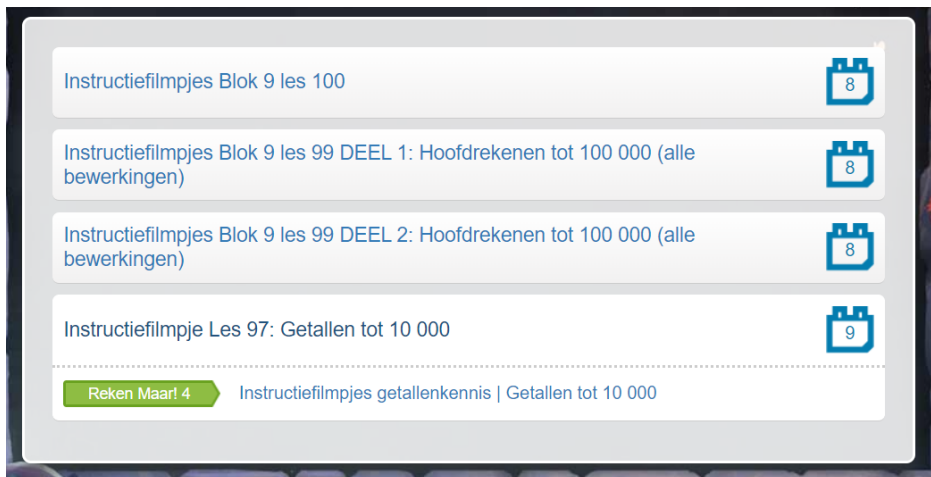 Instructiefilmpjes Blok 9 les 100
8
Instructiefilmpjes Blok 9 les 99 DEEL 1: Hoofdrekenen tot 100 000 (alle
bewerkingen)
8
Instructiefilmpjes Blok 9 les 99 DEEL 2: Hoofdrekenen tot 100 000 (alle
bewerkingen)
8
Instructiefilmpje Les 97: Getallen tot 10 000
9
Reken Maar! 4
Instructiefilmpjes getallenkennis | Getallen tot 10 000